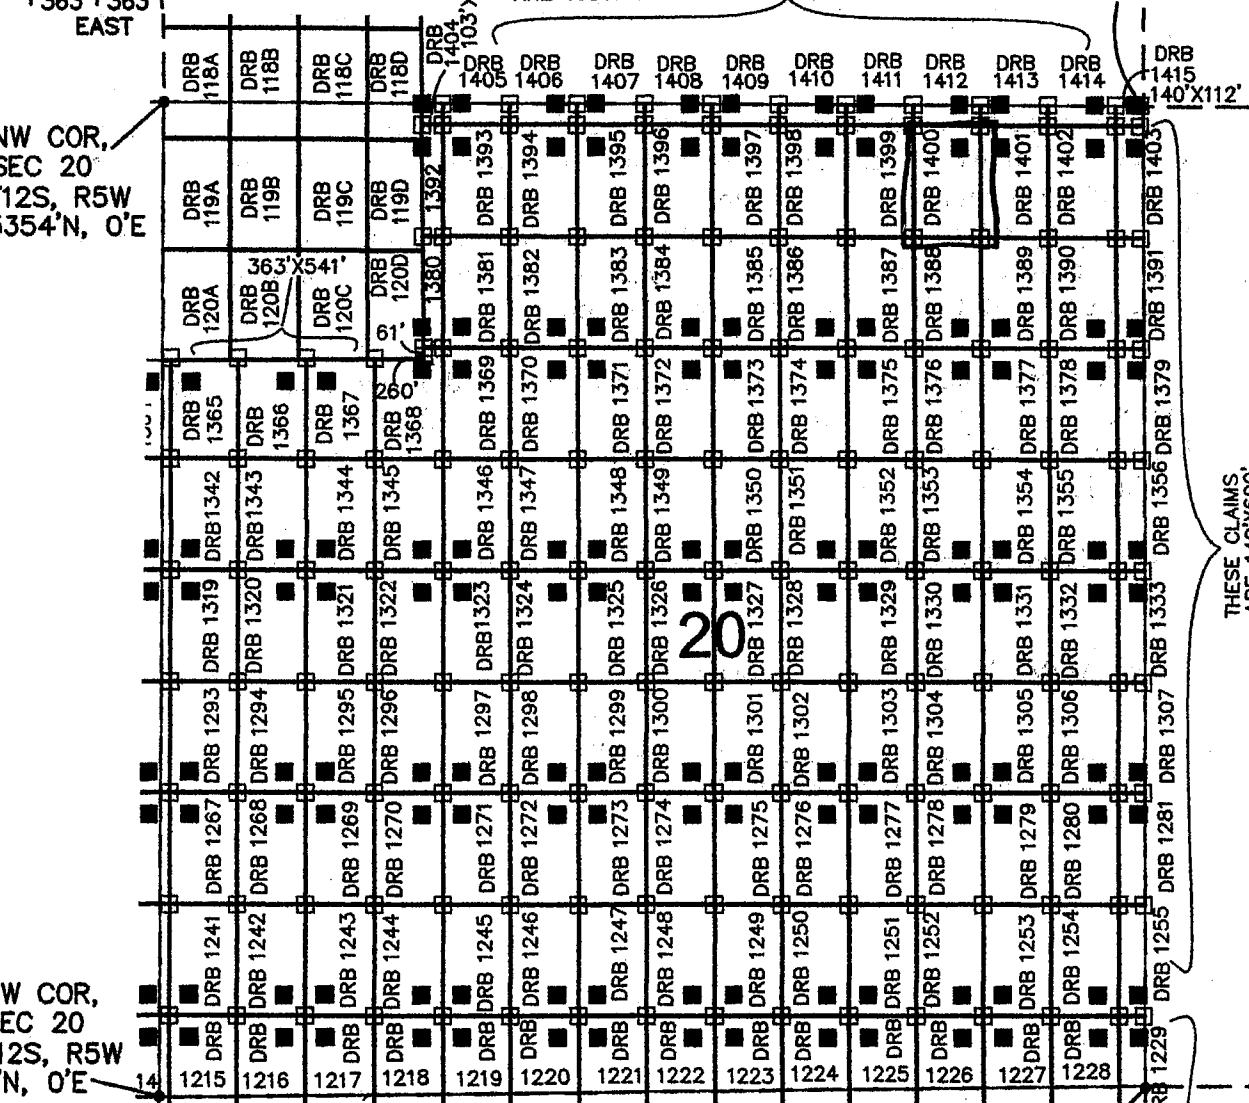 EAST
DRB 118A
DRB 118B
DRB 118C
DRB 118D
DRB 1404
103'X
DRB 1405
DRB 1406
DRB 1407
DRB 1408
DRB 1409
DRB 1410
DRB 1411
DRB 1412
DRB 1413
DRB 1414
DRB 1415
140'X112'
NW COR,
SEC 20
T12S, R5W
5354'N, 0'E
DRB 119A
DRB 119B
DRB 119C
DRB 119D
1392
DRB 1393
DRB 1394
DRB 1395
DRB 1396
DRB 1397
DRB 1398
DRB 1399
DRB 1400
DRB 1401
DRB 1402
DRB 1403
363'X541'
DRB 120A
DRB 120B
DRB 120C
DRB 120D
1380
DRB 1381
DRB 1382
DRB 1383
DRB 1384
DRB 1385
DRB 1386
DRB 1387
DRB 1388
DRB 1389
DRB 1390
DRB 1391
61'
260'
DRB 1365
DRB 1366
DRB 1367
DRB 1368
DRB 1369
DRB 1370
DRB 1371
DRB 1372
DRB 1373
DRB 1374
DRB 1375
DRB 1376
DRB 1377
DRB 1378
DRB 1379
DRB1342
DRB1343
DRB 1344
DRB 1345
DRB 1346
DRB 1347
DRB 1348
DRB 1349
DRB 1350
DRB 1351
DRB 1352
DRB 1353
DRB 1354
DRB 1355
DRB 1356
THESE CLAIMS
DRB 1319
DRB 1320
DRB 1321
DRB 1322
DRB1323
DRB 1324
DRB 1325
DRB 1326
20
DRB 1327
DRB 1328
DRB 1329
DRB 1330
DRB 1331
DRB 1332
DRB 1333
DRB 1293
DRB 1294
DRB 1295
DRB 1296
DRB 1297
DRB 1298
DRB 1299
DRB 1300
DRB 1301
DRB 1302
DRB 1303
DRB 1304
DRB 1305
DRB 1306
DRB 1307
DRB 1267
DRB 1268
DRB 1269
DRB 1270
DRB 1271
DRB 1272
DRB 1273
DRB 1274
DRB 1275
DRB 1276
DRB 1277
DRB 1278
DRB 1279
DRB 1280
DRB 1281
DRB 1241
DRB 1242
DRB 1243
DRB 1244
DRB 1245
DRB 1246
DRB 1247
DRB 1248
DRB 1249
DRB 1250
DRB 1251
DRB 1252
DRB 1253
DRB 1254
DRB 1255
W COR,
EC 20
12S, R5W
'N, 0'E
14
DRB 1215
DRB 1216
DRB 1217
DRB 1218
DRB 1219
DRB 1220
DRB 1221
DRB 1222
DRB 1223
DRB 1224
DRB 1225
DRB 1226
DRB 1227
DRB 1228
RB 1229